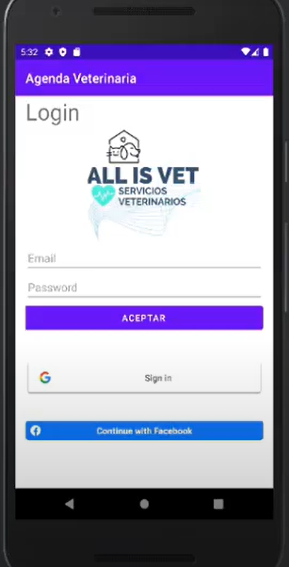 5:32
Agenda Veterinaria
Login
ALL IS VET
SERVICIOS
VETERINARIOS
Email
Password
ACEPTAR
Sign in
Continue with Facebook